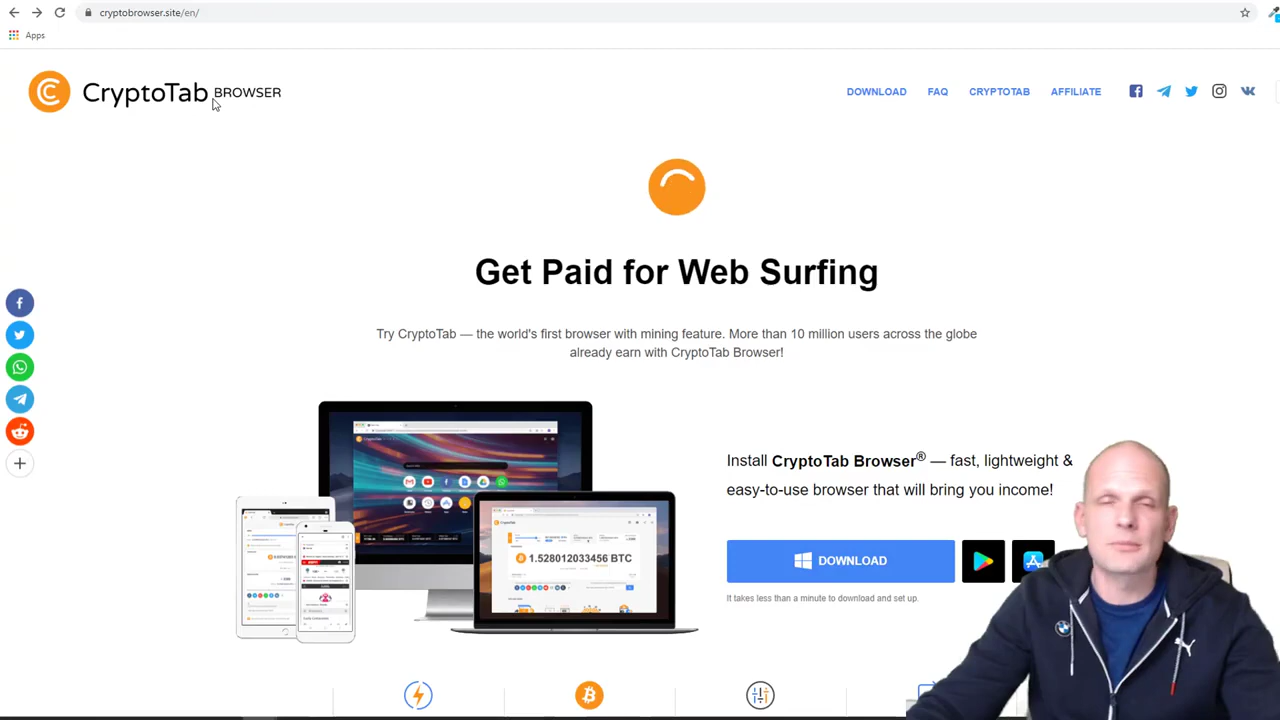 cryptobrowser.site/en/
Apps
CryptoTab BROWSER
DOWNLOAD FAQ CRYPTOTAB AFFILIATE
Get Paid for Web Surfing
Try CryptoTab — the world's first browser with mining feature. More than 10 million users across the globe
already earn with CryptoTab Browser!
1.528012033456 BTC
Install CryptoTab Browser® — fast, lightweight &
easy-to-use browser that will bring you income!
DOWNLOAD
It takes less than a minute to download and set up.